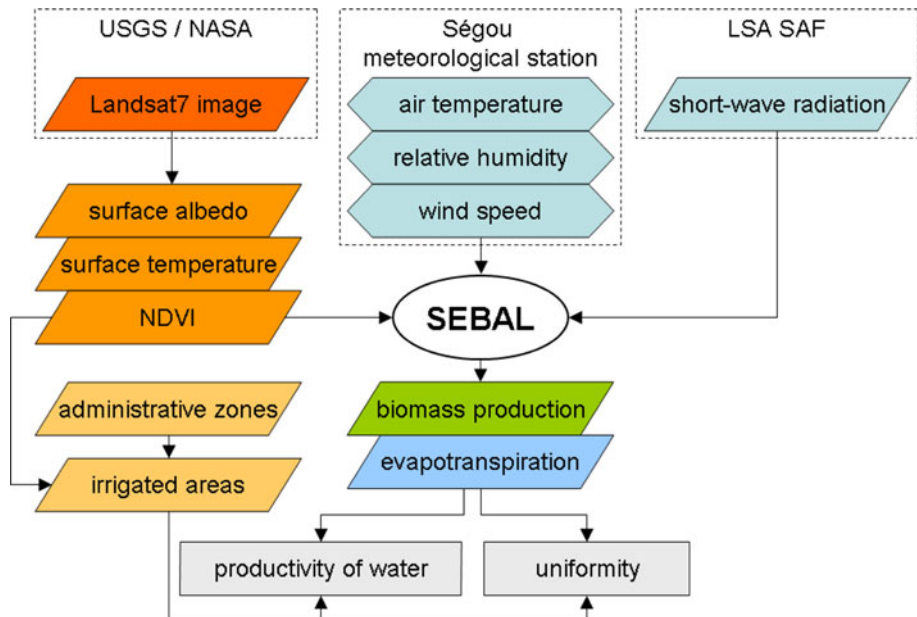 USGS / NASA
Landsat7 image
surface albedo
surface temperature
NDVI
administrative zones
irrigated areas
Ségou
meteorological station
air temperature
relative humidity
wind speed
LSA SAF
short-wave radiation
SEBAL
biomass production
evapotranspiration
productivity of water
uniformity